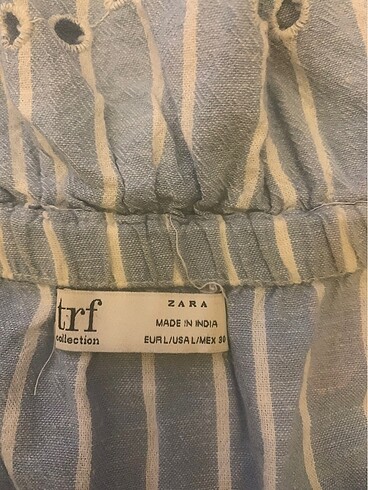 trf
collection
ZARA
MADE IN INDIA
EUR L/USA L/MEX 30